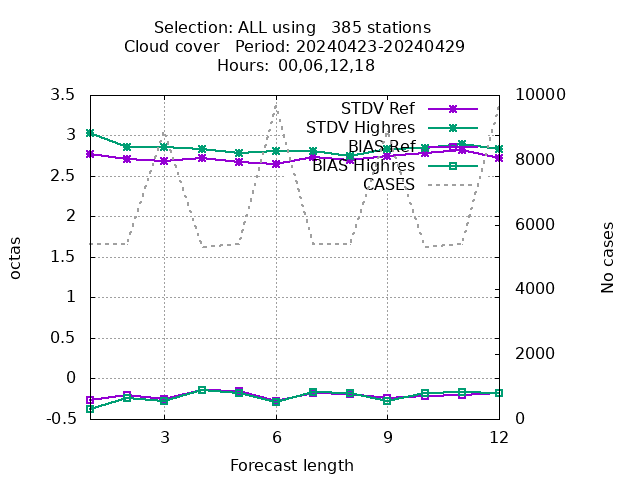 Selection: ALL using   385 stations
Cloud cover   Period: 20240423-20240429
Hours:  00,06,12,18
3.5
3
2.5
2
1.5
1
0.5
0
-0.5
10000
8000
6000
4000
2000
0
STDV Ref
STDV Highres
BIAS Ref
BIAS Highres
CASES
octas
No cases
3
6
9
12
Forecast length